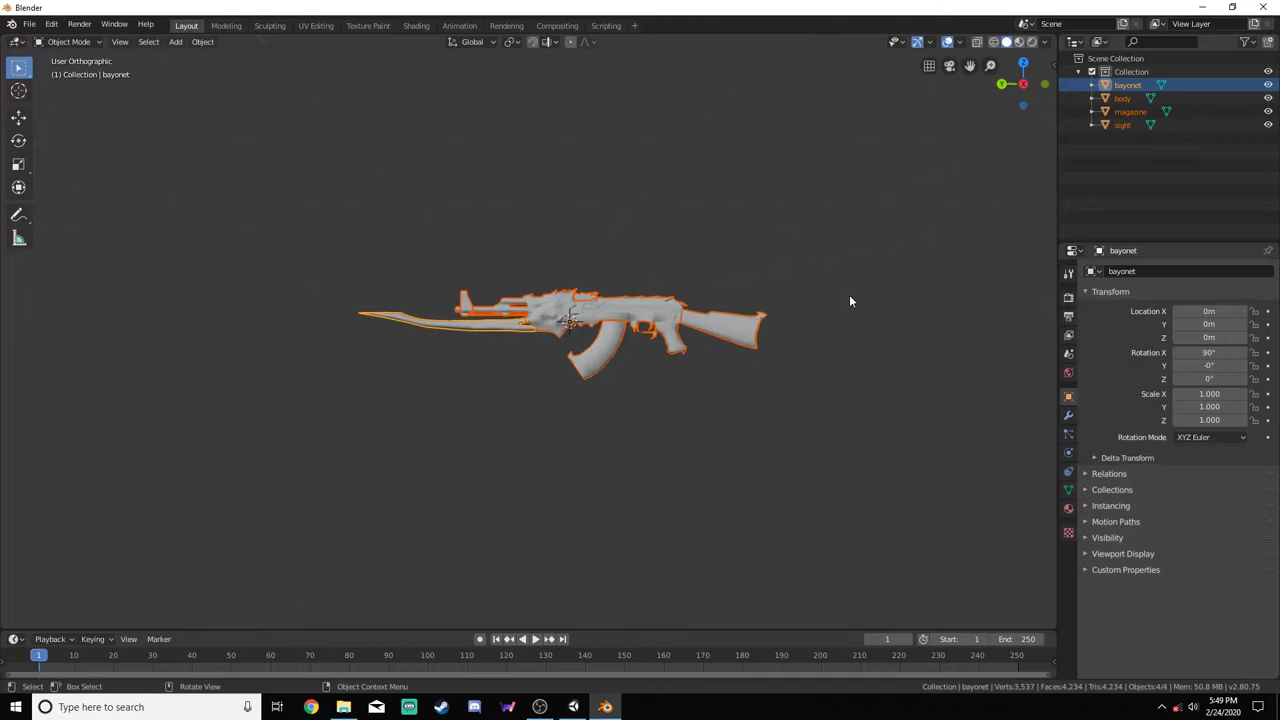 Blender
File Edit Render Window Help Layout Modeling Sculpting UV Editing Texture Paint Shading Animation Rendering Compositing Scripting + Scene View Layer
Object Mode View Select Add Object Global
User Orthographic
(1) Collection | bayonet
Z
Y X
Scene Collection
Collection
bayonet
body
magazine
sight
bayonet
bayonet
Transform
Location X 0m
Y 0m
Z 0m
Rotation X 90°
Y -0°
Z 0°
Scale X 1.000
Y 1.000
Z 1.000
Rotation Mode XYZ Euler
Delta Transform
Relations
Collections
Instancing
Motion Paths
Visibility
Viewport Display
Custom Properties
Playback Keying View Marker 1 Start: 1 End: 250
1 10 20 30 40 50 60 70 80 90 100 110 120 130 140 150 160 170 180 190 200 210 220 230 240 250
Select Box Select Rotate View Object Context Menu Collection | bayonet | Verts:3,537 | Faces:4,234 | Tris:4,234 | Objects:4/4 | Mem: 50.8 MB | v2.80.75
Type here to search
5:49 PM
2/24/2020